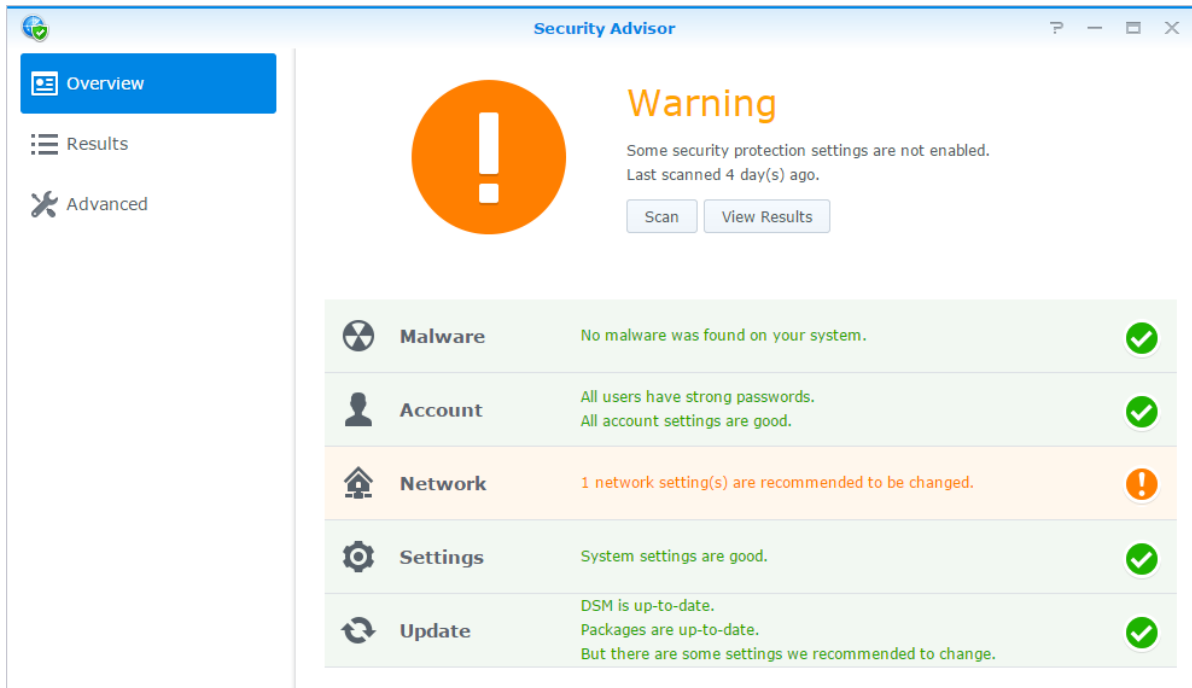 Security Advisor
Overview
Results
Advanced
Warning
Some security protection settings are not enabled.
Last scanned 4 day(s) ago.
Scan
View Results
Malware
No malware was found on your system.
Account
All users have strong passwords.
All account settings are good.
Network
1 network setting(s) are recommended to be changed.
Settings
System settings are good.
Update
DSM is up-to-date.
Packages are up-to-date.
But there are some settings we recommended to change.